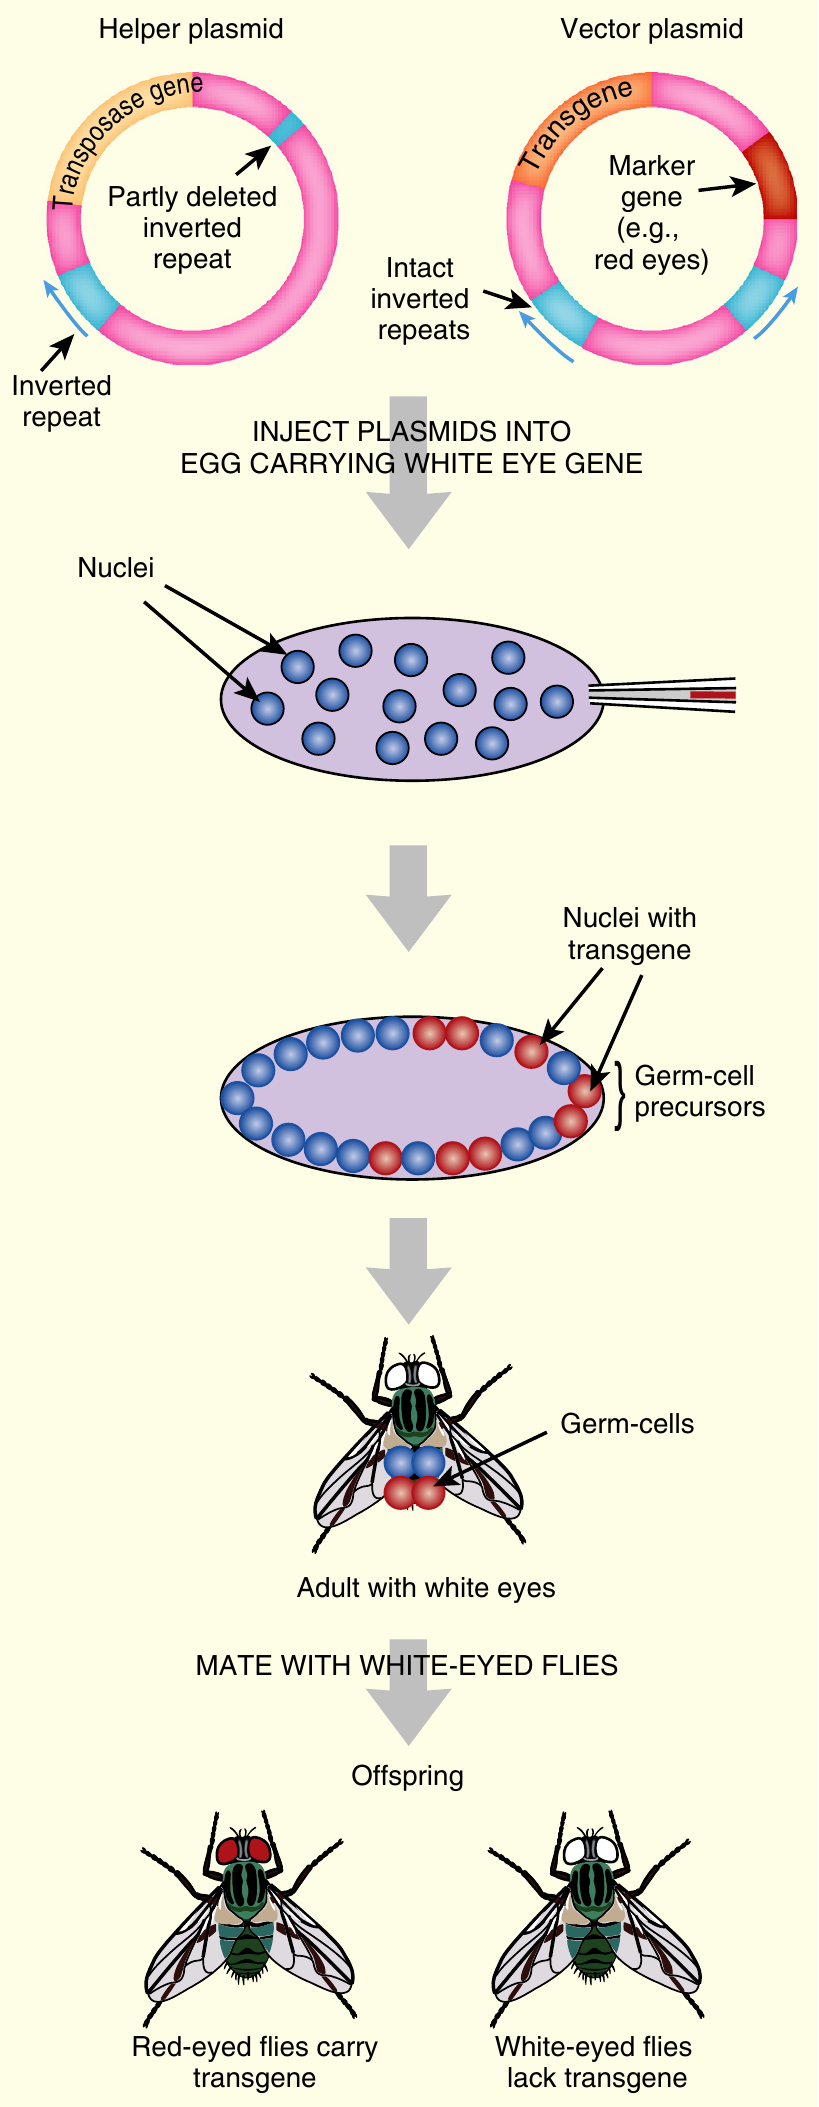 Helper plasmid
Vector plasmid
Transposase gene
Partly deleted
inverted
repeat
Inverted
repeat
Transgene
Marker
gene
(e.g.,
red eyes)
Intact
inverted
repeats
INJECT PLASMIDS INTO
EGG CARRYING WHITE EYE GENE
Nuclei
Nuclei with
transgene
Germ-cell
precursors
Germ-cells
Adult with white eyes
MATE WITH WHITE-EYED FLIES
Offspring
Red-eyed flies carry
transgene
White-eyed flies
lack transgene